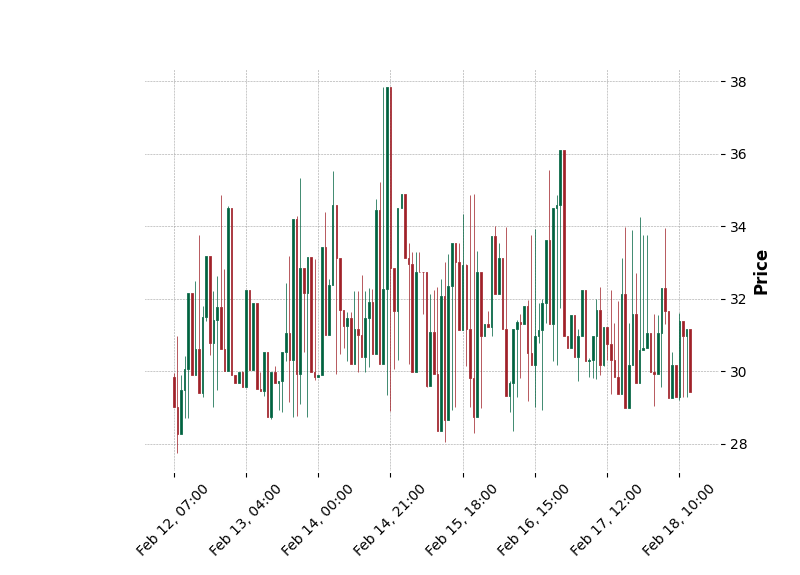 38
36
34
32
30
28
Price
Feb 12, 07:00
Feb 13, 04:00
Feb 14, 00:00
Feb 14, 21:00
Feb 15, 18:00
Feb 16, 15:00
Feb 17, 12:00
Feb 18, 10:00